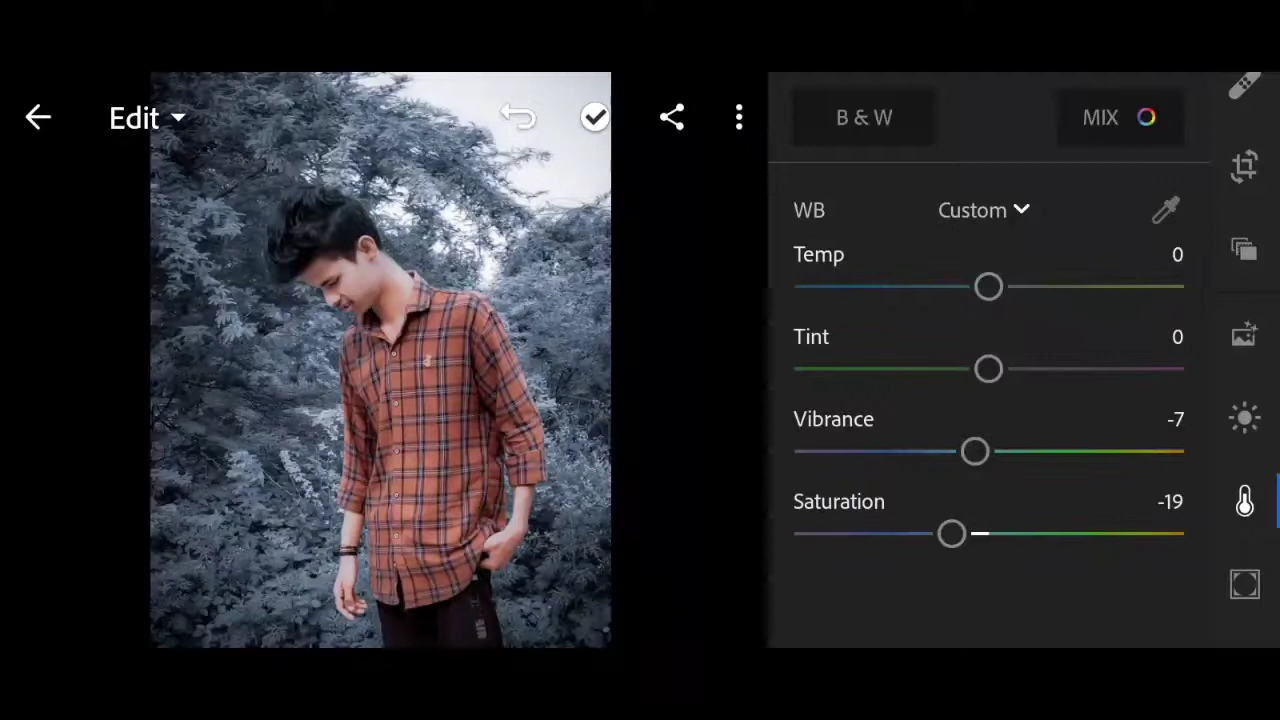 Edit
B & W
MIX
WB
Custom
Temp
0
Tint
0
Vibrance
-7
Saturation
-19